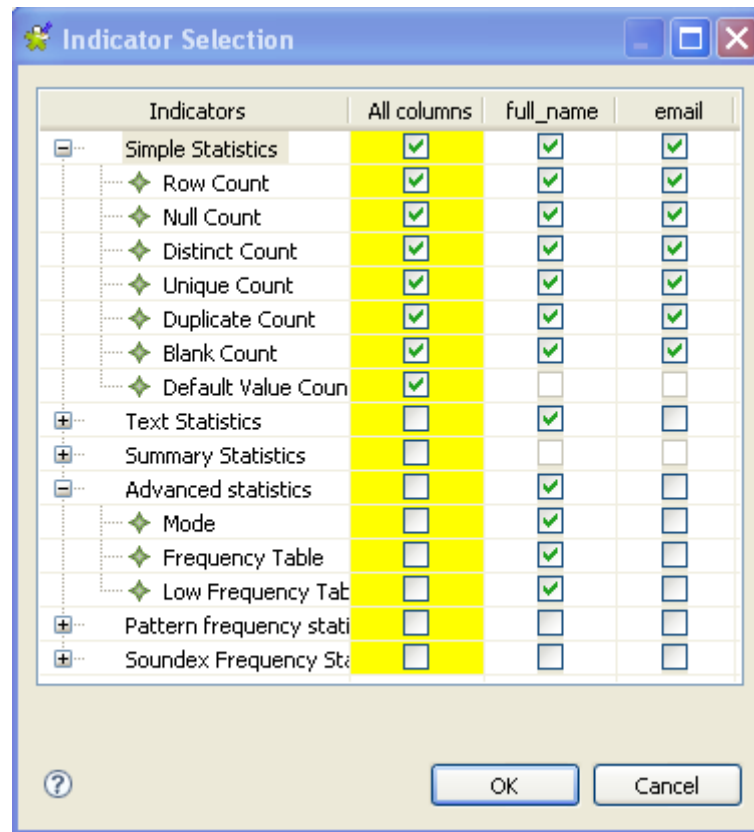 Indicator Selection
Indicators All columns full_name email
Simple Statistics
Row Count
Null Count
Distinct Count
Unique Count
Duplicate Count
Blank Count
Default Value Coun
Text Statistics
Summary Statistics
Advanced statistics
Mode
Frequency Table
Low Frequency Tab
Pattern frequency stati
Soundex Frequency Sta
? OK Cancel